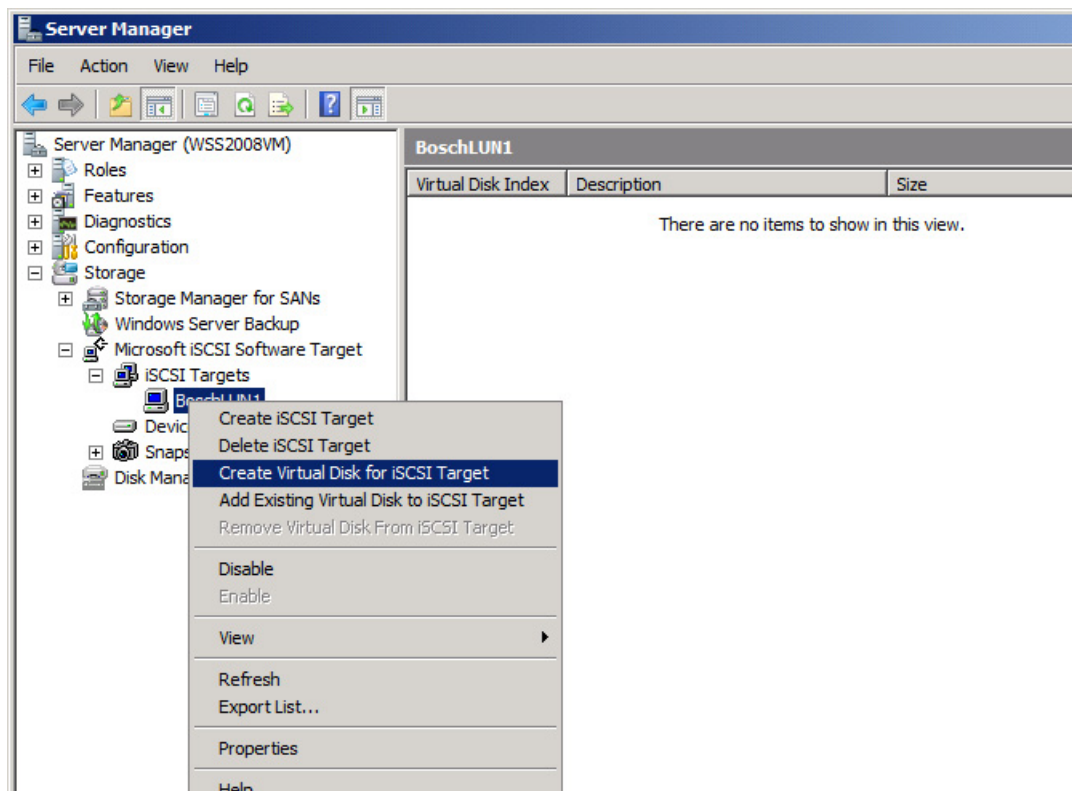 Server Manager
File Action View Help
Server Manager (WSS2008VM)
Roles
Features
Diagnostics
Configuration
Storage
Storage Manager for SANs
Windows Server Backup
Microsoft iSCSI Software Target
iSCSI Targets
BoschLUN1
Devic
Snaps
Disk Mana
BoschLUN1
Virtual Disk Index Description Size
There are no items to show in this view.
Create iSCSI Target
Delete iSCSI Target
Create Virtual Disk for iSCSI Target
Add Existing Virtual Disk to iSCSI Target
Remove Virtual Disk From iSCSI Target
Disable
Enable
View
Refresh
Export List...
Properties
Help